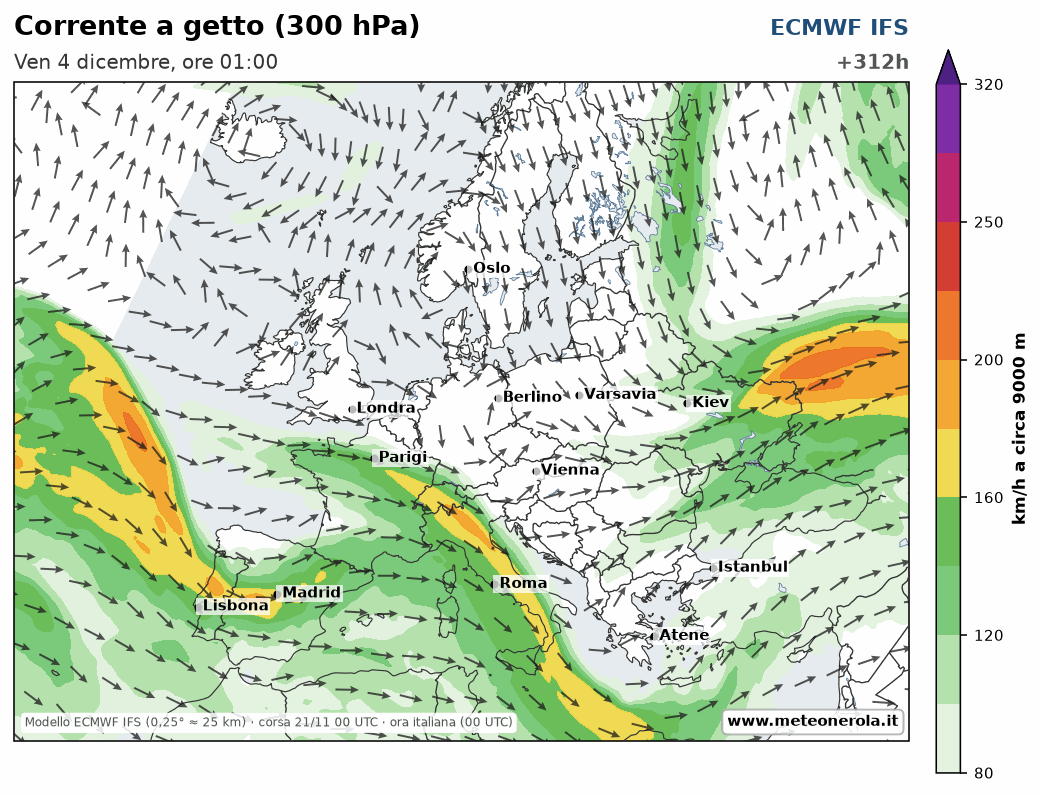 Corrente a getto (300 hPa)
ECMWF IFS
Ven 4 dicembre, ore 01:00
+312h
320
250
200
160
120
80
km/h a circa 9000 m
Oslo
Londra
Berlino
Varsavia
Kiev
Parigi
Vienna
Istanbul
Roma
Madrid
Lisbona
Atene
Modello ECMWF IFS (0,25° ≈ 25 km) · corsa 21/11 00 UTC · ora italiana (00 UTC)
www.meteonerola.it